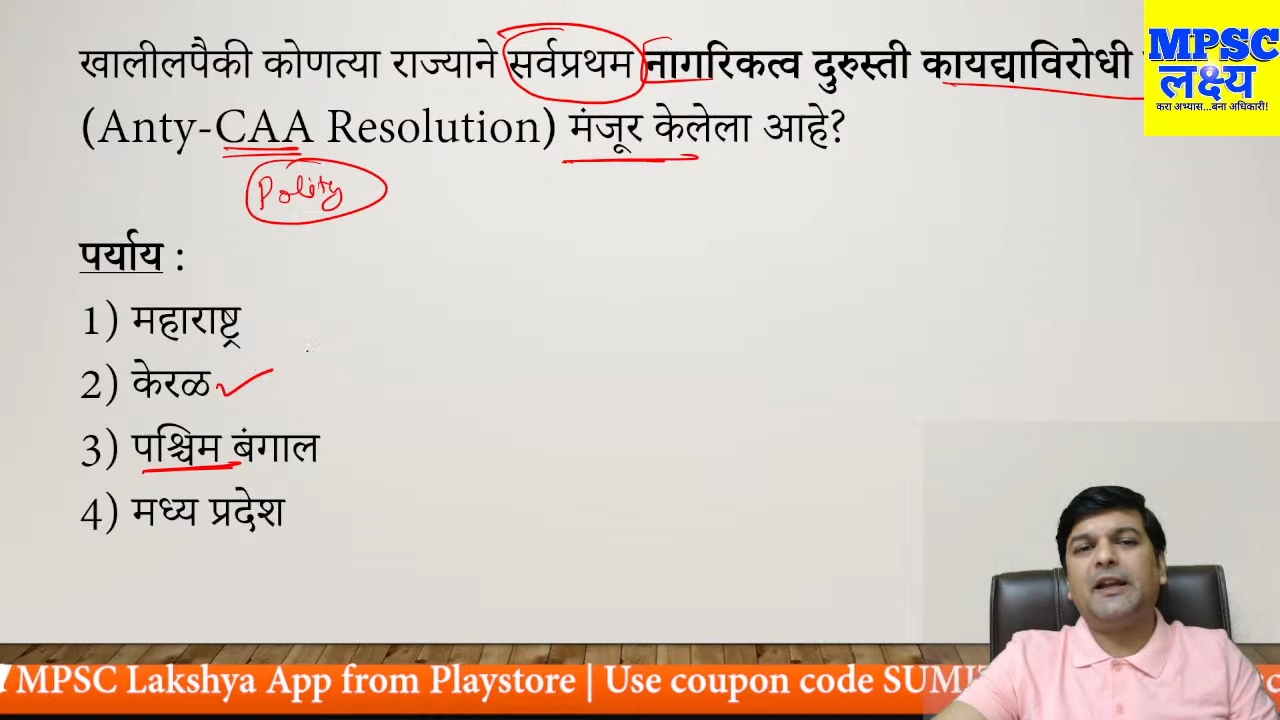 खालीलपैकी कोणत्या राज्याने सर्वप्रथम नागरिकत्व दुरुस्ती कायद्याविरोधी
(Anty-CAA Resolution) मंजूर केलेला आहे?
Polity
पर्याय :
1) महाराष्ट्र
2) केरळ
3) पश्चिम बंगाल
4) मध्य प्रदेश
MPSC
लक्ष्य
करा अभ्यास...बना अधिकारी!
MPSC Lakshya App from Playstore | Use coupon code